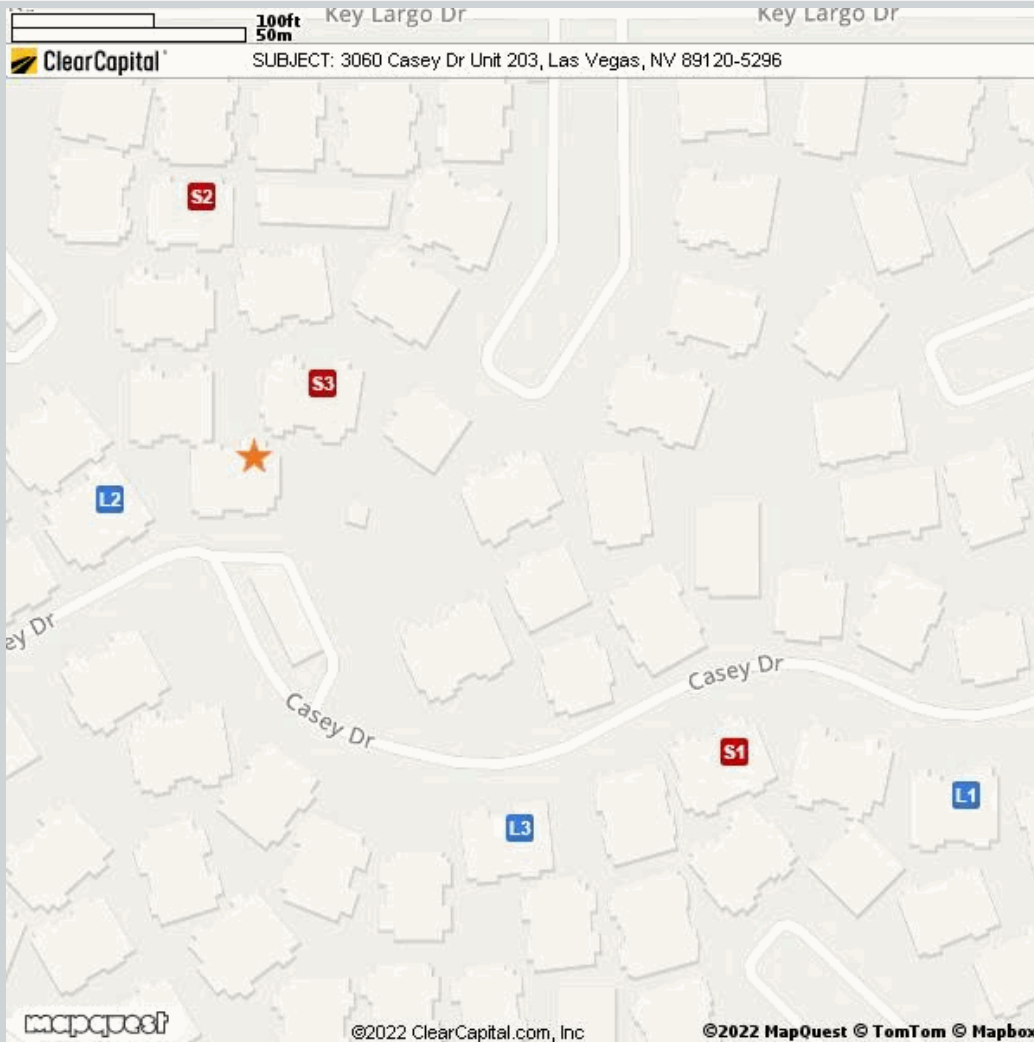 100ft
50m
Key Largo Dr
Key Largo Dr
ClearCapital
SUBJECT: 3060 Casey Dr Unit 203, Las Vegas, NV 89120-5296
S2
S3
L2
ey Dr
Casey Dr
Casey Dr
S1
L1
L3
mapquest
©2022 ClearCapital.com, Inc
©2022 MapQuest © TomTom © Mapbox